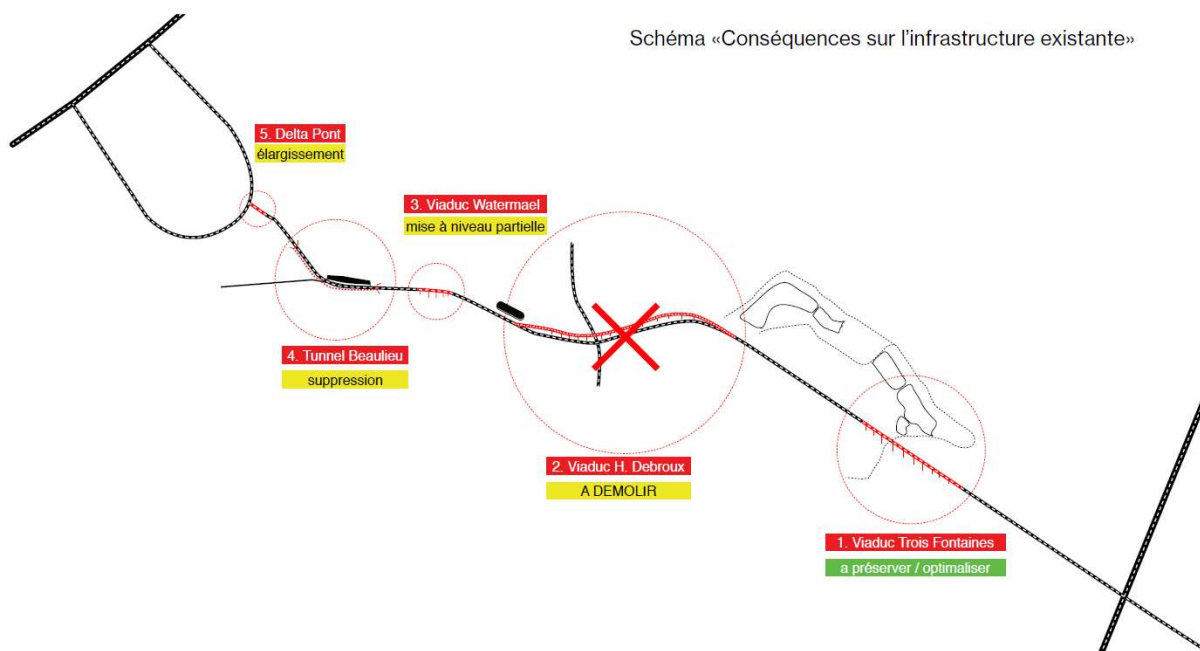 Schéma «Conséquences sur l'infrastructure existante»
5. Delta Pont
élargissement
3. Viaduc Watermael
mise à niveau partielle
4. Tunnel Beaulieu
suppression
2. Viaduc H. Debroux
A DEMOLIR
1. Viaduc Trois Fontaines
a préserver / optimaliser